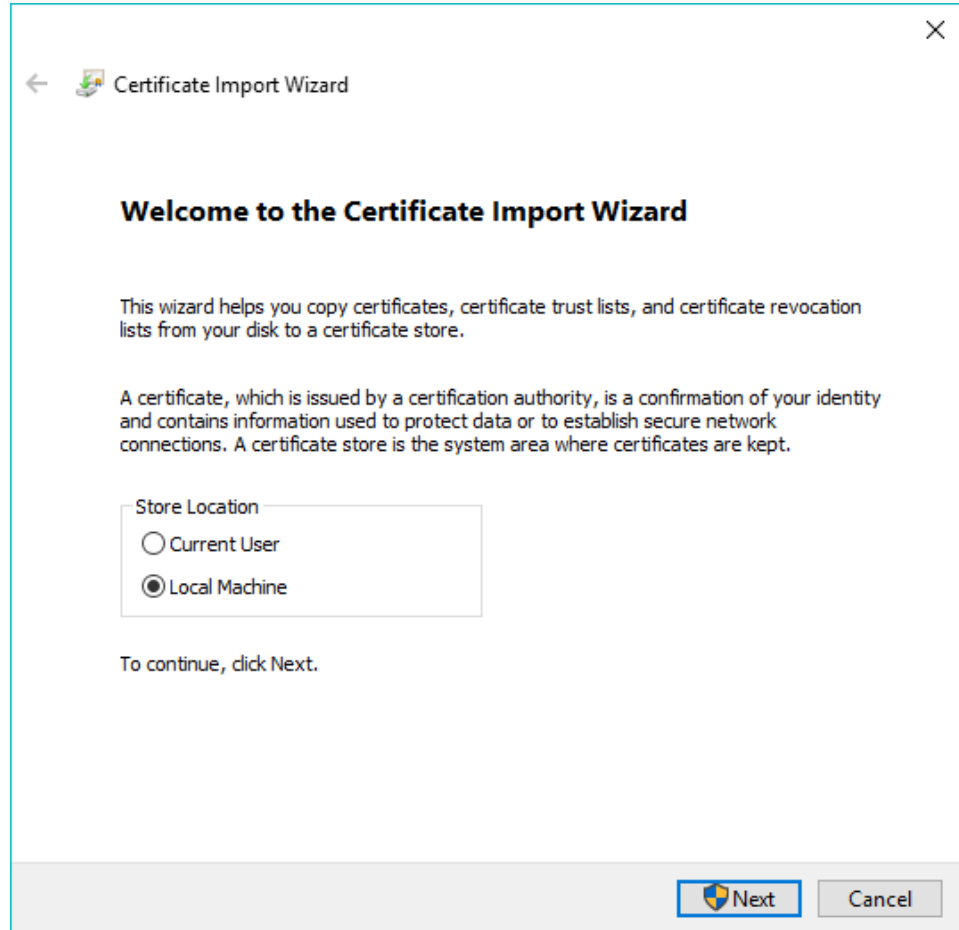 Certificate Import Wizard
Welcome to the Certificate Import Wizard
This wizard helps you copy certificates, certificate trust lists, and certificate revocation
lists from your disk to a certificate store.
A certificate, which is issued by a certification authority, is a confirmation of your identity
and contains information used to protect data or to establish secure network
connections. A certificate store is the system area where certificates are kept.
Store Location
Current User
Local Machine
To continue, click Next.
Next Cancel